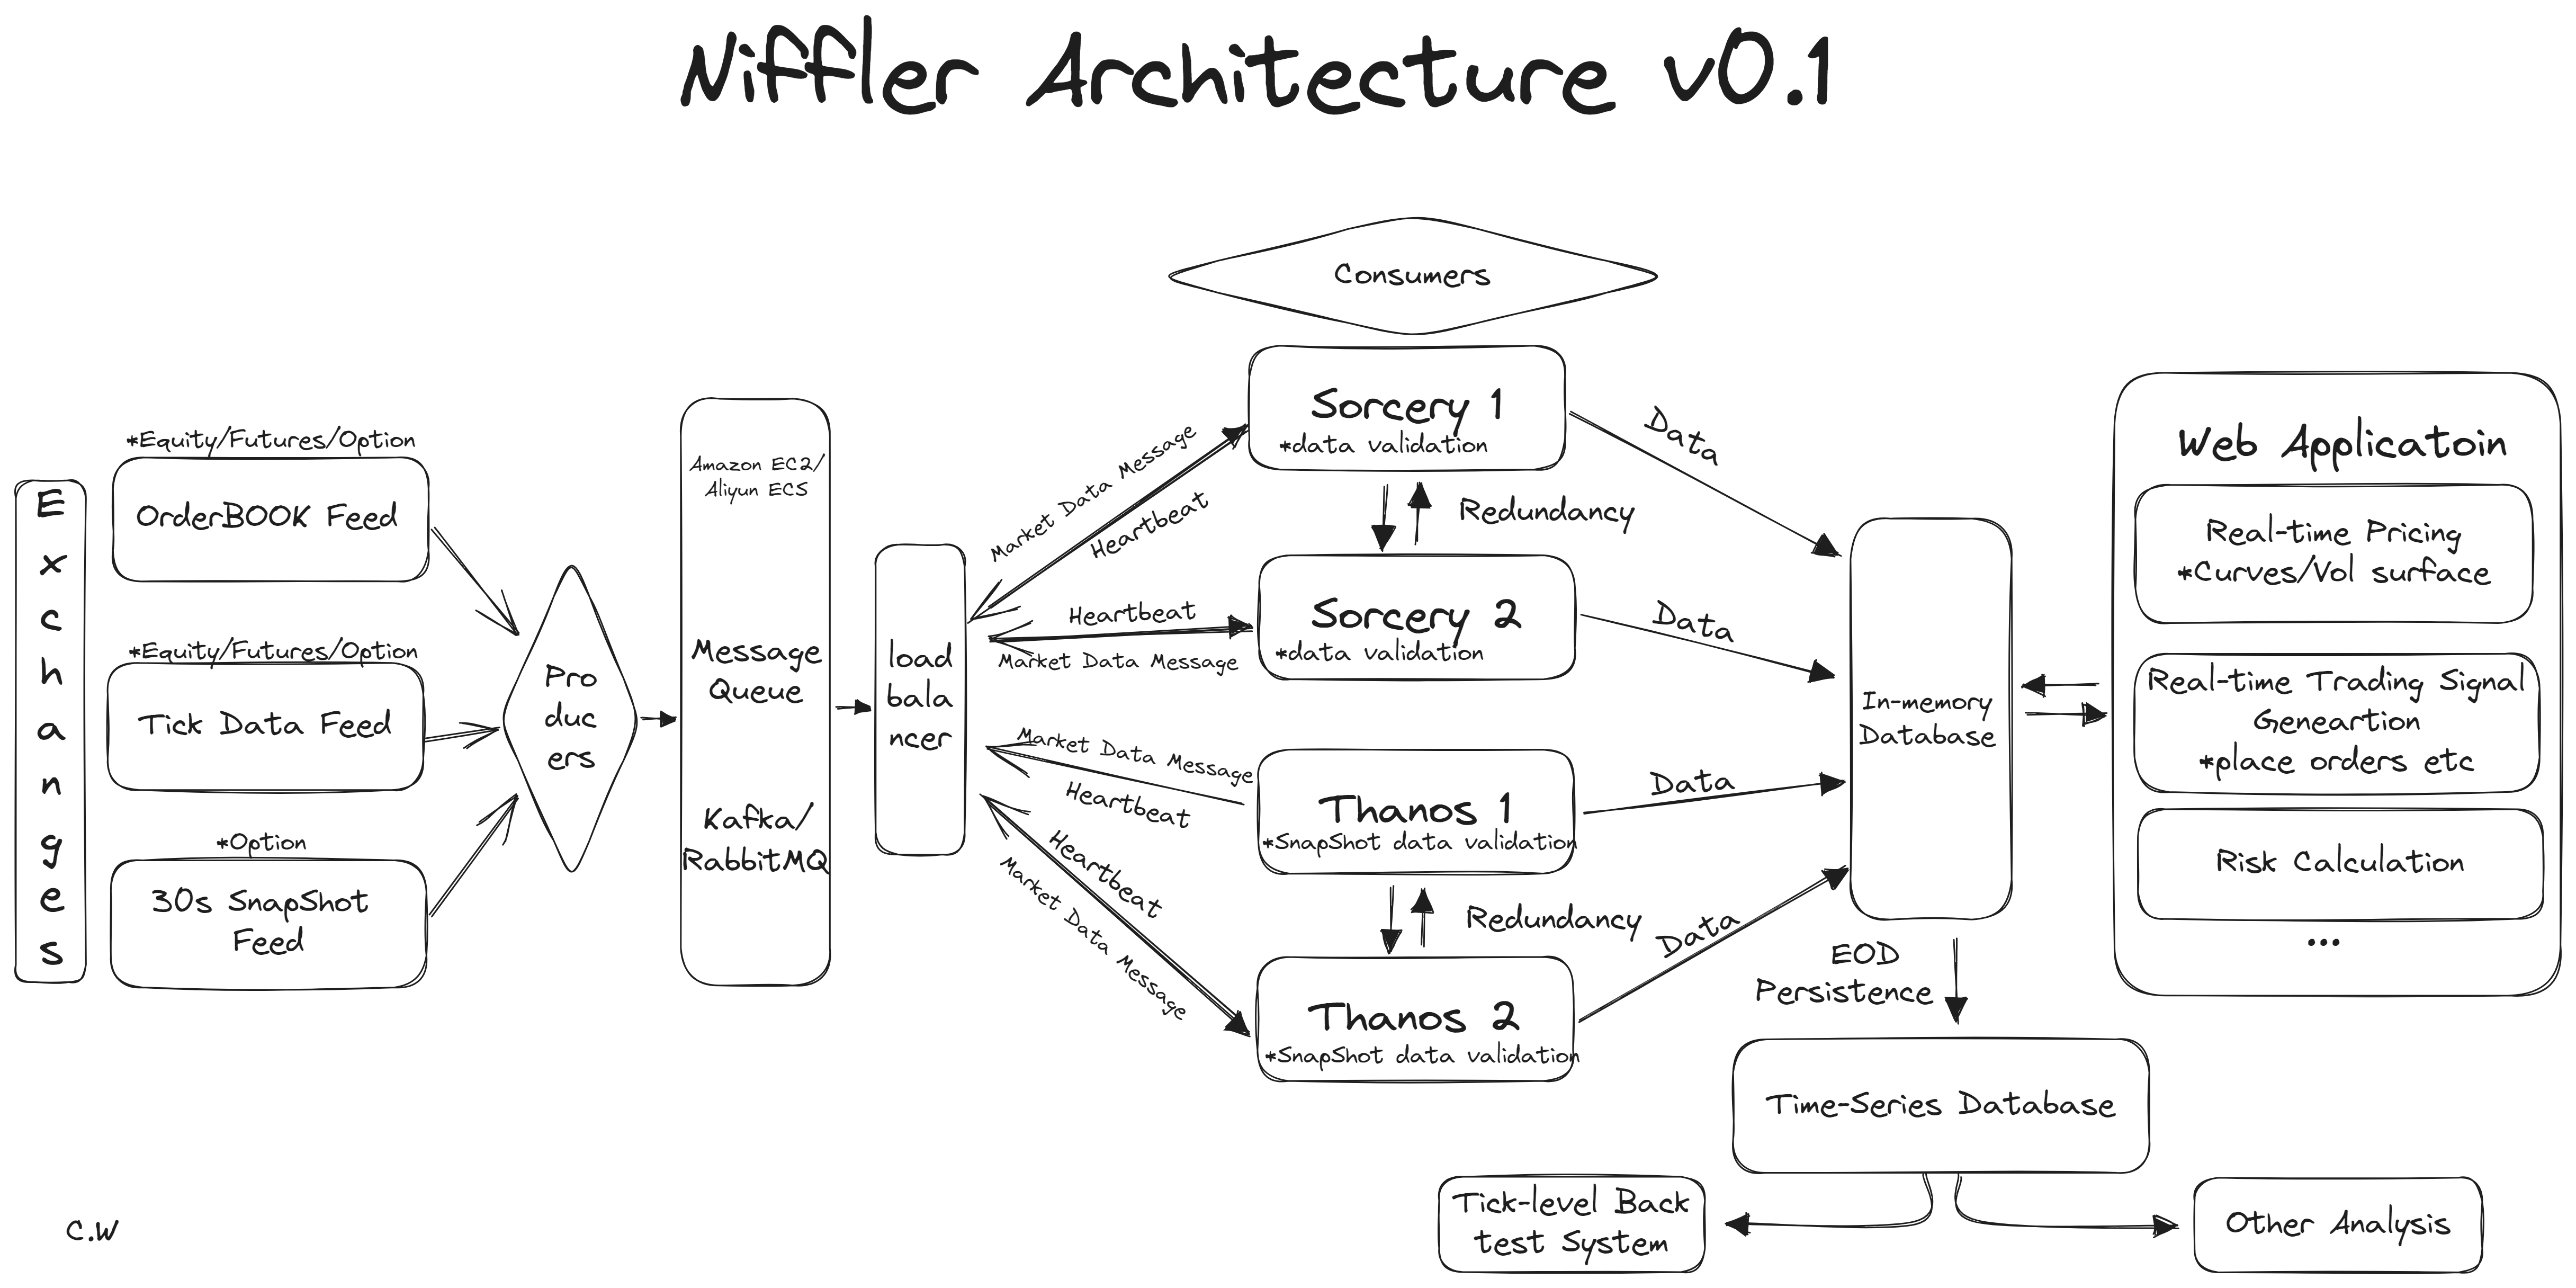 Niffler Architecture v0.1
Exchanges
*Equity/Futures/Option
OrderBOOK Feed
*Equity/Futures/Option
Tick Data Feed
*Option
30s SnapShot
Feed
Pro
duc
ers
Amazon EC2/
Aliyun ECS
Message
Queue
Kafka/
RabbitMQ
load
bala
ncer
Market Data Message
Heartbeat
Heartbeat
Market Data Message
Market Data Message
Heartbeat
Heartbeat
Market Data Message
Consumers
Sorcery 1
*data validation
Redundancy
Sorcery 2
*data validation
Thanos 1
*SnapShot data validation
Redundancy
Thanos 2
*SnapShot data validation
Data
Data
Data
Data
In-memory
Database
EOD
Persistence
Web Applicatoin
Real-time Pricing
*Curves/Vol surface
Real-time Trading Signal
Geneartion
*place orders etc
Risk Calculation
...
Time-Series Database
Tick-level Back
test System
Other Analysis
C.W